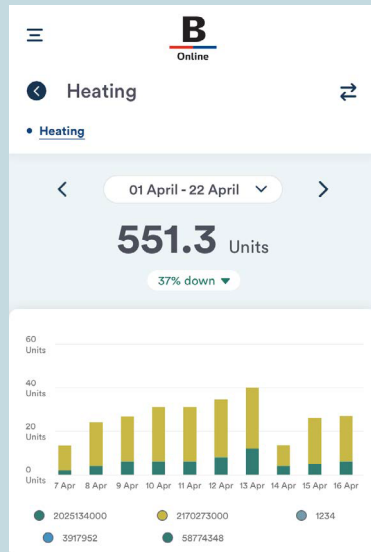 B
Online
Heating
Heating
01 April - 22 April
551.3 Units
37% down
60
Units
40
Units
20
Units
0
Units
7 Apr 8 Apr 9 Apr 10 Apr 11 Apr 12 Apr 13 Apr 14 Apr 15 Apr 16 Apr
2025134000 2170273000 1234
3917952 58774348